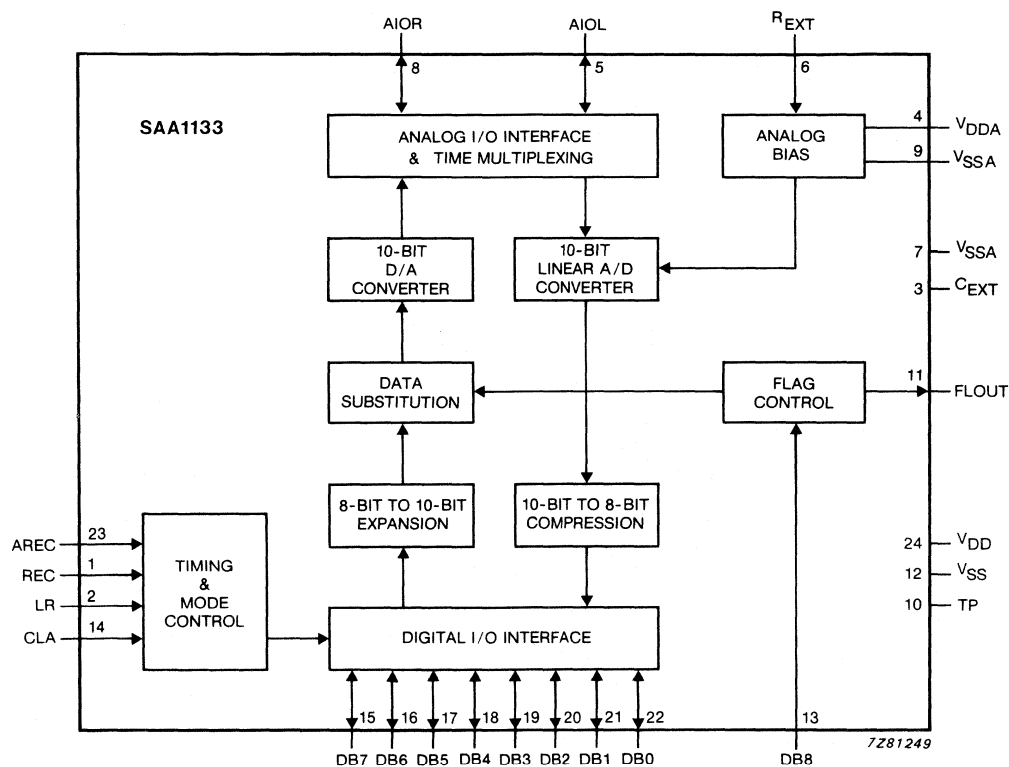 AIOR AIOL REXT
8 5 6
SAA1133
ANALOG I/O INTERFACE
& TIME MULTIPLEXING
ANALOG
BIAS
4 VDDA
9 VSSA
10-BIT
D/A
CONVERTER
10-BIT
LINEAR A/D
CONVERTER
7 VSSA
3 CEXT
DATA
SUBSTITUTION
FLAG
CONTROL
11 FLOUT
8-BIT TO 10-BIT
EXPANSION
10-BIT TO 8-BIT
COMPRESSION
AREC 23
REC 1
LR 2
CLA 14
TIMING
&
MODE
CONTROL
24 VDD
12 VSS
10 TP
DIGITAL I/O INTERFACE
15 16 17 18 19 20 21 22 13
7Z81249
DB7 DB6 DB5 DB4 DB3 DB2 DB1 DB0 DB8